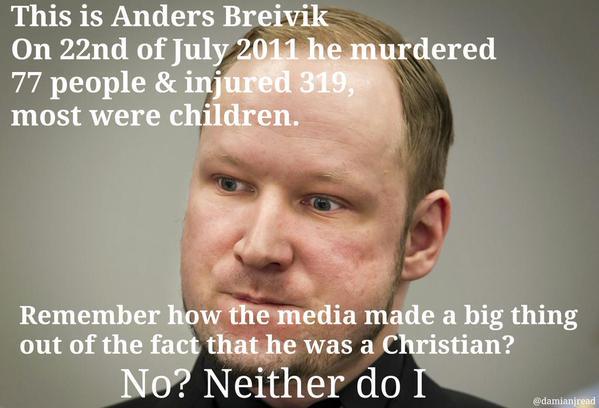 This is Anders Breivik
On 22nd of July 2011 he murdered
77 people & injured 319,
most were children.
Remember how the media made a big thing
out of the fact that he was a Christian?
No? Neither do I
@damianjread